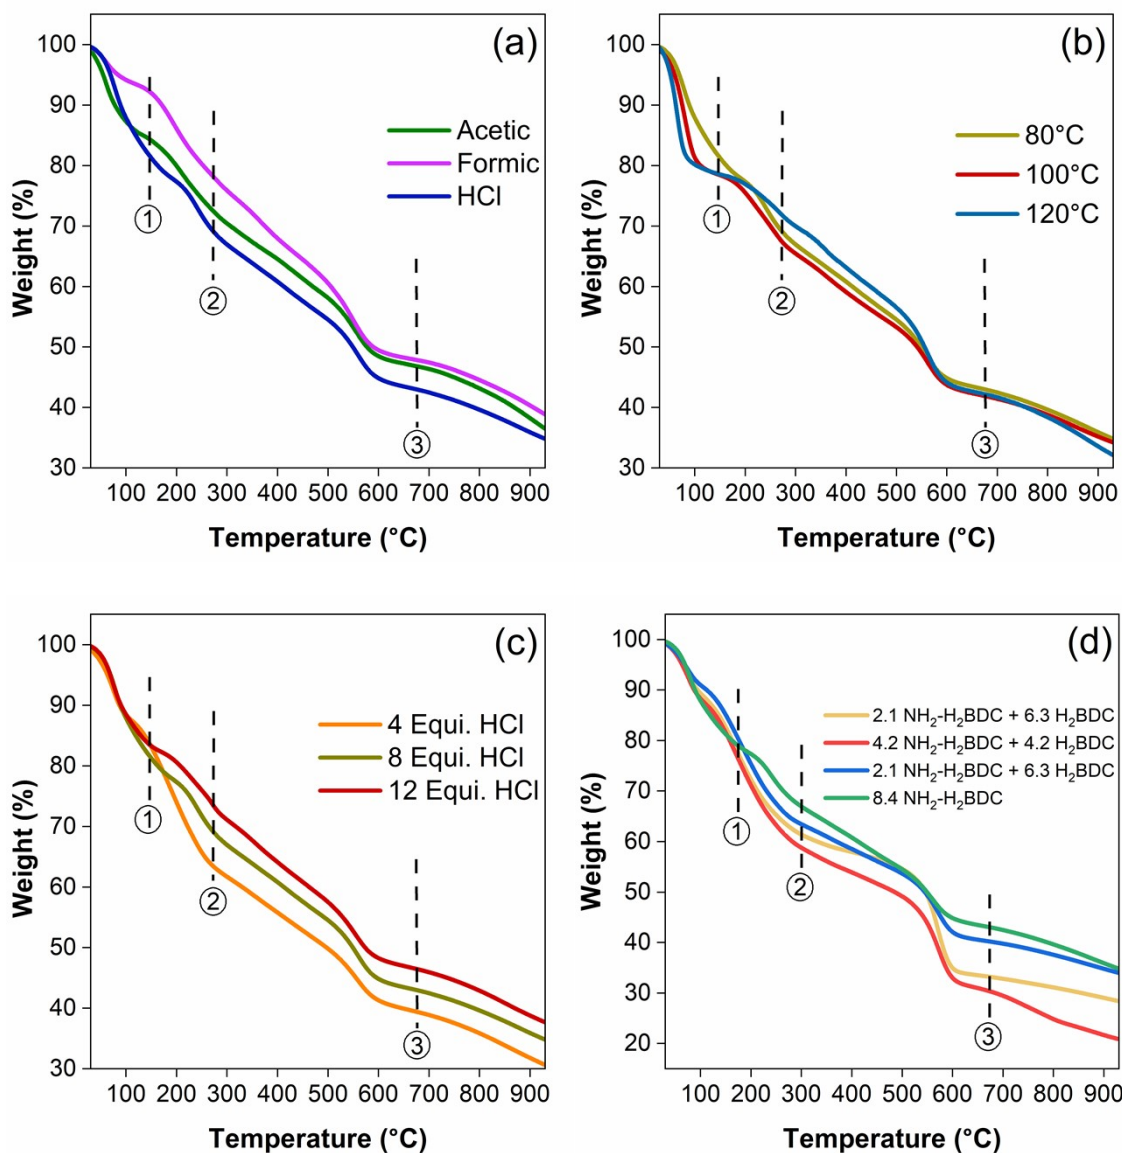 (a)
100
90
80
70
60
50
40
30
Weight (%)
Acetic
Formic
HCl
①
②
③
100 200 300 400 500 600 700 800 900
Temperature (°C)
(b)
100
90
80
70
60
50
40
30
Weight (%)
80°C
100°C
120°C
①
②
③
100 200 300 400 500 600 700 800 900
Temperature (°C)
(c)
100
90
80
70
60
50
40
30
Weight (%)
4 Equi. HCl
8 Equi. HCl
12 Equi. HCl
①
②
③
100 200 300 400 500 600 700 800 900
Temperature (°C)
(d)
100
90
80
70
60
50
40
30
20
Weight (%)
2.1 NH₂-H₂BDC + 6.3 H₂BDC
4.2 NH₂-H₂BDC + 4.2 H₂BDC
2.1 NH₂-H₂BDC + 6.3 H₂BDC
8.4 NH₂-H₂BDC
①
②
③
100 200 300 400 500 600 700 800 900
Temperature (°C)